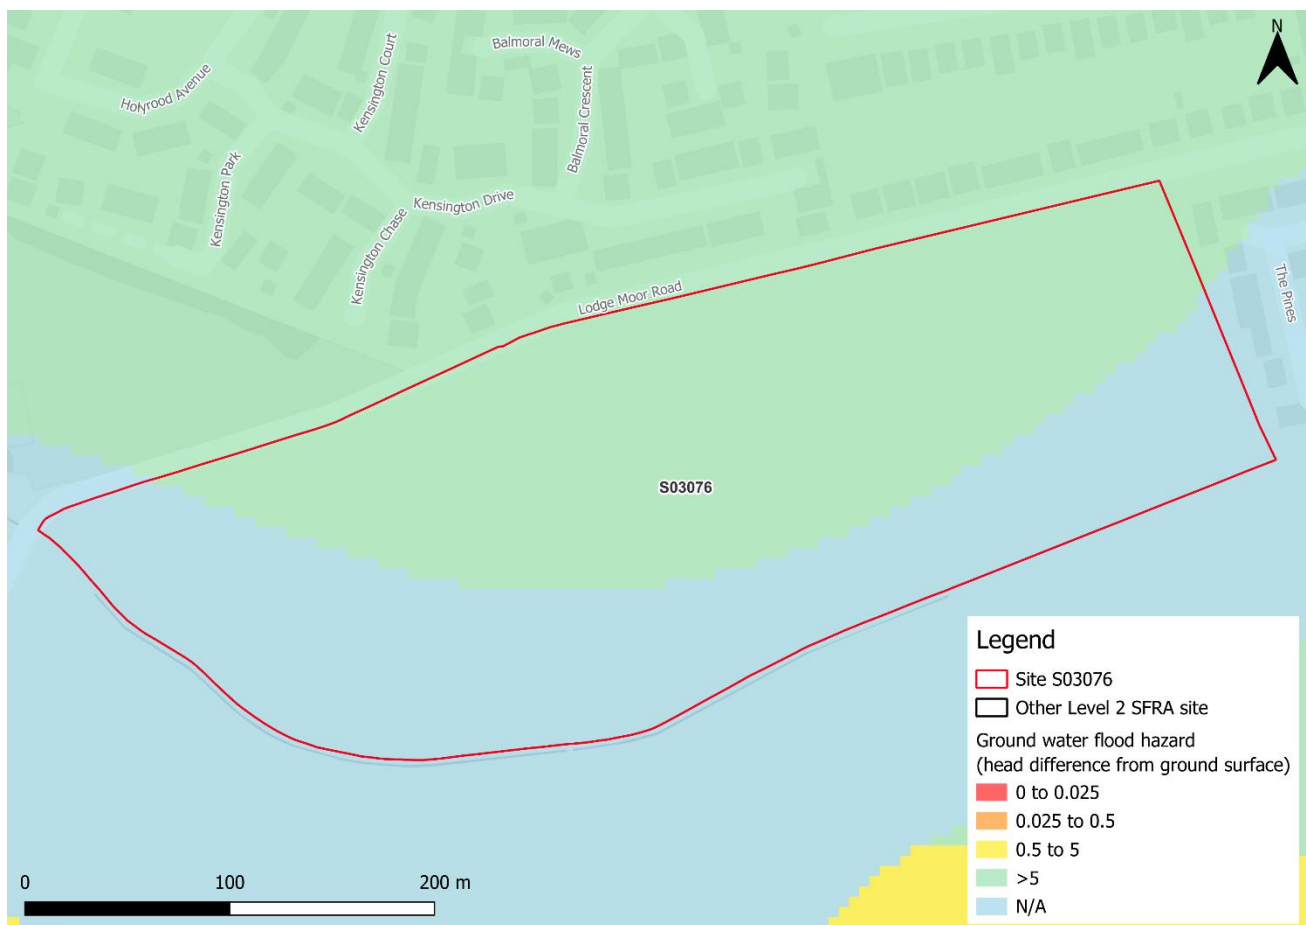 Balmoral Mews
N
Holyrood Avenue
Kensington Court
Balmoral Crescent
Kensington Park
Kensington Drive
Kensington Chase
Lodge Moor Road
The Pines
S03076
Legend
Site S03076
Other Level 2 SFRA site
Ground water flood hazard
(head difference from ground surface)
0 to 0.025
0.025 to 0.5
0.5 to 5
>5
N/A
0 100 200 m